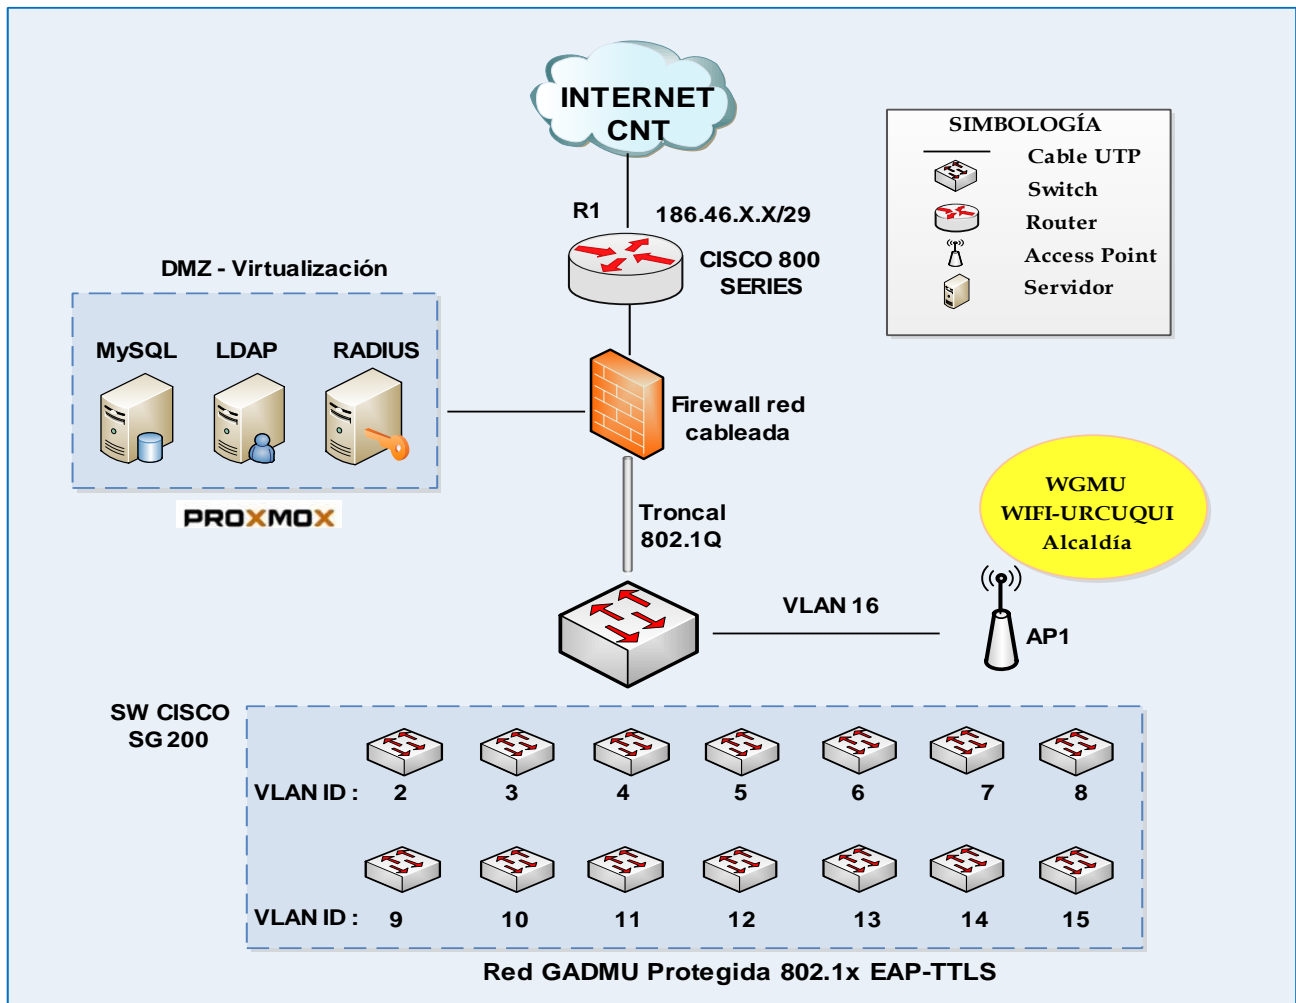 INTERNET
CNT
SIMBOLOGÍA
Cable UTP
Switch
Router
Access Point
Servidor
R1
186.46.X.X/29
CISCO 800
SERIES
DMZ - Virtualización
MySQL
LDAP
RADIUS
PROXMOX
Firewall red
cableada
Troncal
802.1Q
WGMU
WIFI-URCUQUI
Alcaldía
VLAN 16
AP1
SW CISCO
SG 200
VLAN ID : 2 3 4 5 6 7 8
VLAN ID : 9 10 11 12 13 14 15
Red GADMU Protegida 802.1x EAP-TTLS